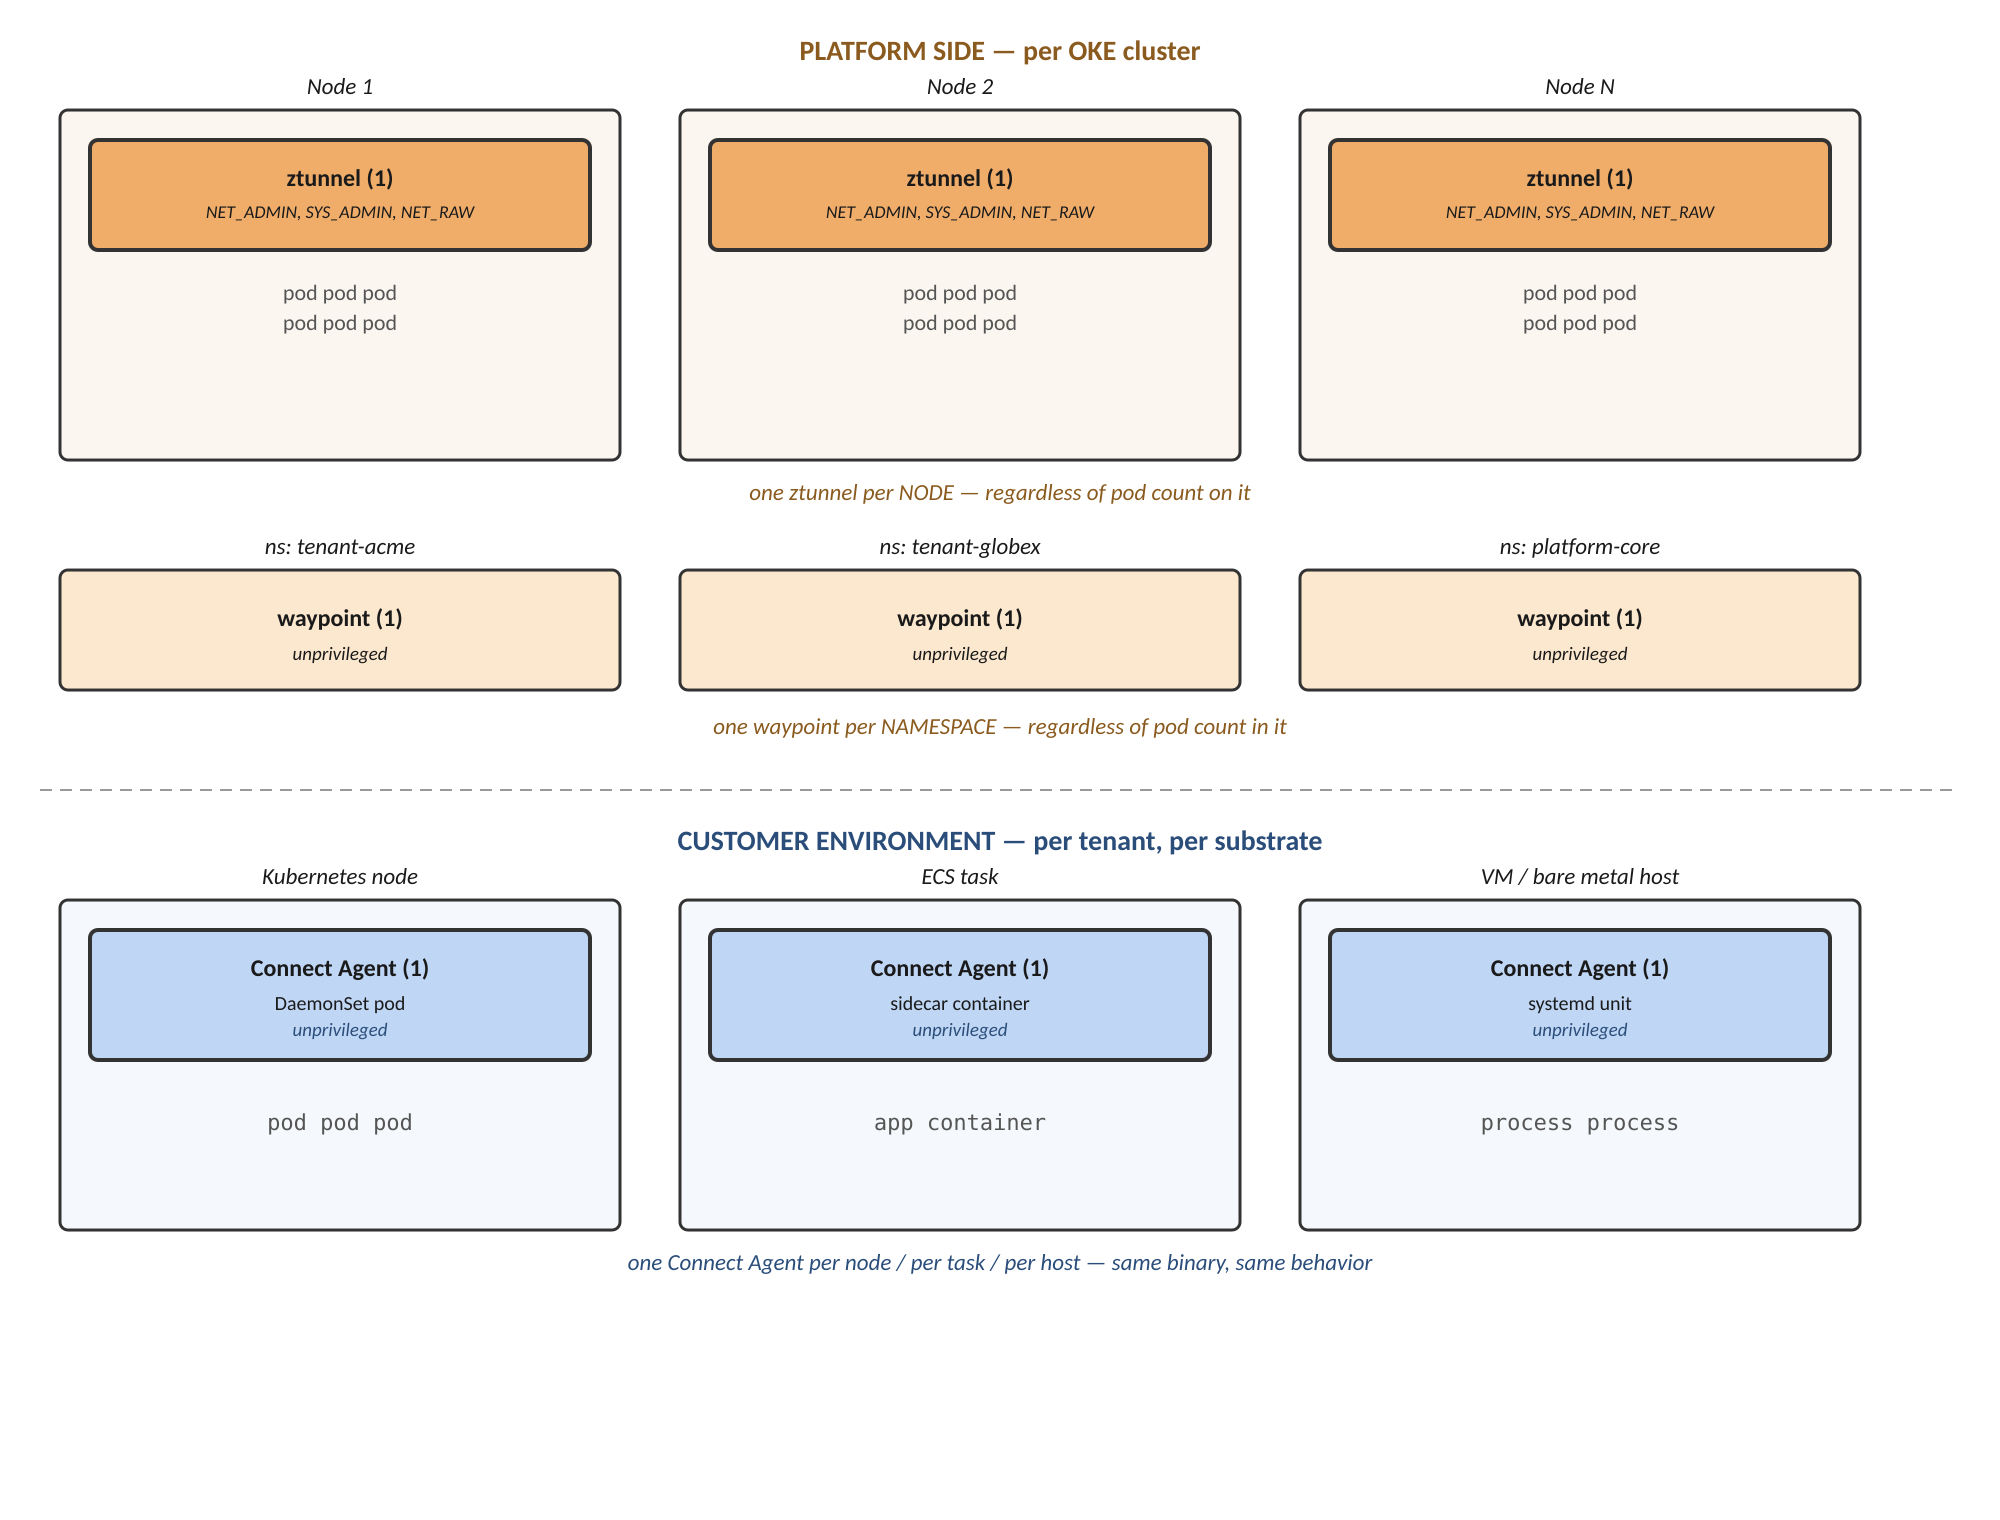 PLATFORM SIDE — per OKE cluster
Node 1
Node 2
Node N
ztunnel (1)
NET_ADMIN, SYS_ADMIN, NET_RAW
ztunnel (1)
NET_ADMIN, SYS_ADMIN, NET_RAW
ztunnel (1)
NET_ADMIN, SYS_ADMIN, NET_RAW
pod pod pod
pod pod pod
pod pod pod
pod pod pod
pod pod pod
pod pod pod
one ztunnel per NODE — regardless of pod count on it
ns: tenant-acme
ns: tenant-globex
ns: platform-core
waypoint (1)
unprivileged
waypoint (1)
unprivileged
waypoint (1)
unprivileged
one waypoint per NAMESPACE — regardless of pod count in it
CUSTOMER ENVIRONMENT — per tenant, per substrate
Kubernetes node
ECS task
VM / bare metal host
Connect Agent (1)
DaemonSet pod
unprivileged
Connect Agent (1)
sidecar container
unprivileged
Connect Agent (1)
systemd unit
unprivileged
pod pod pod
app container
process process
one Connect Agent per node / per task / per host — same binary, same behavior